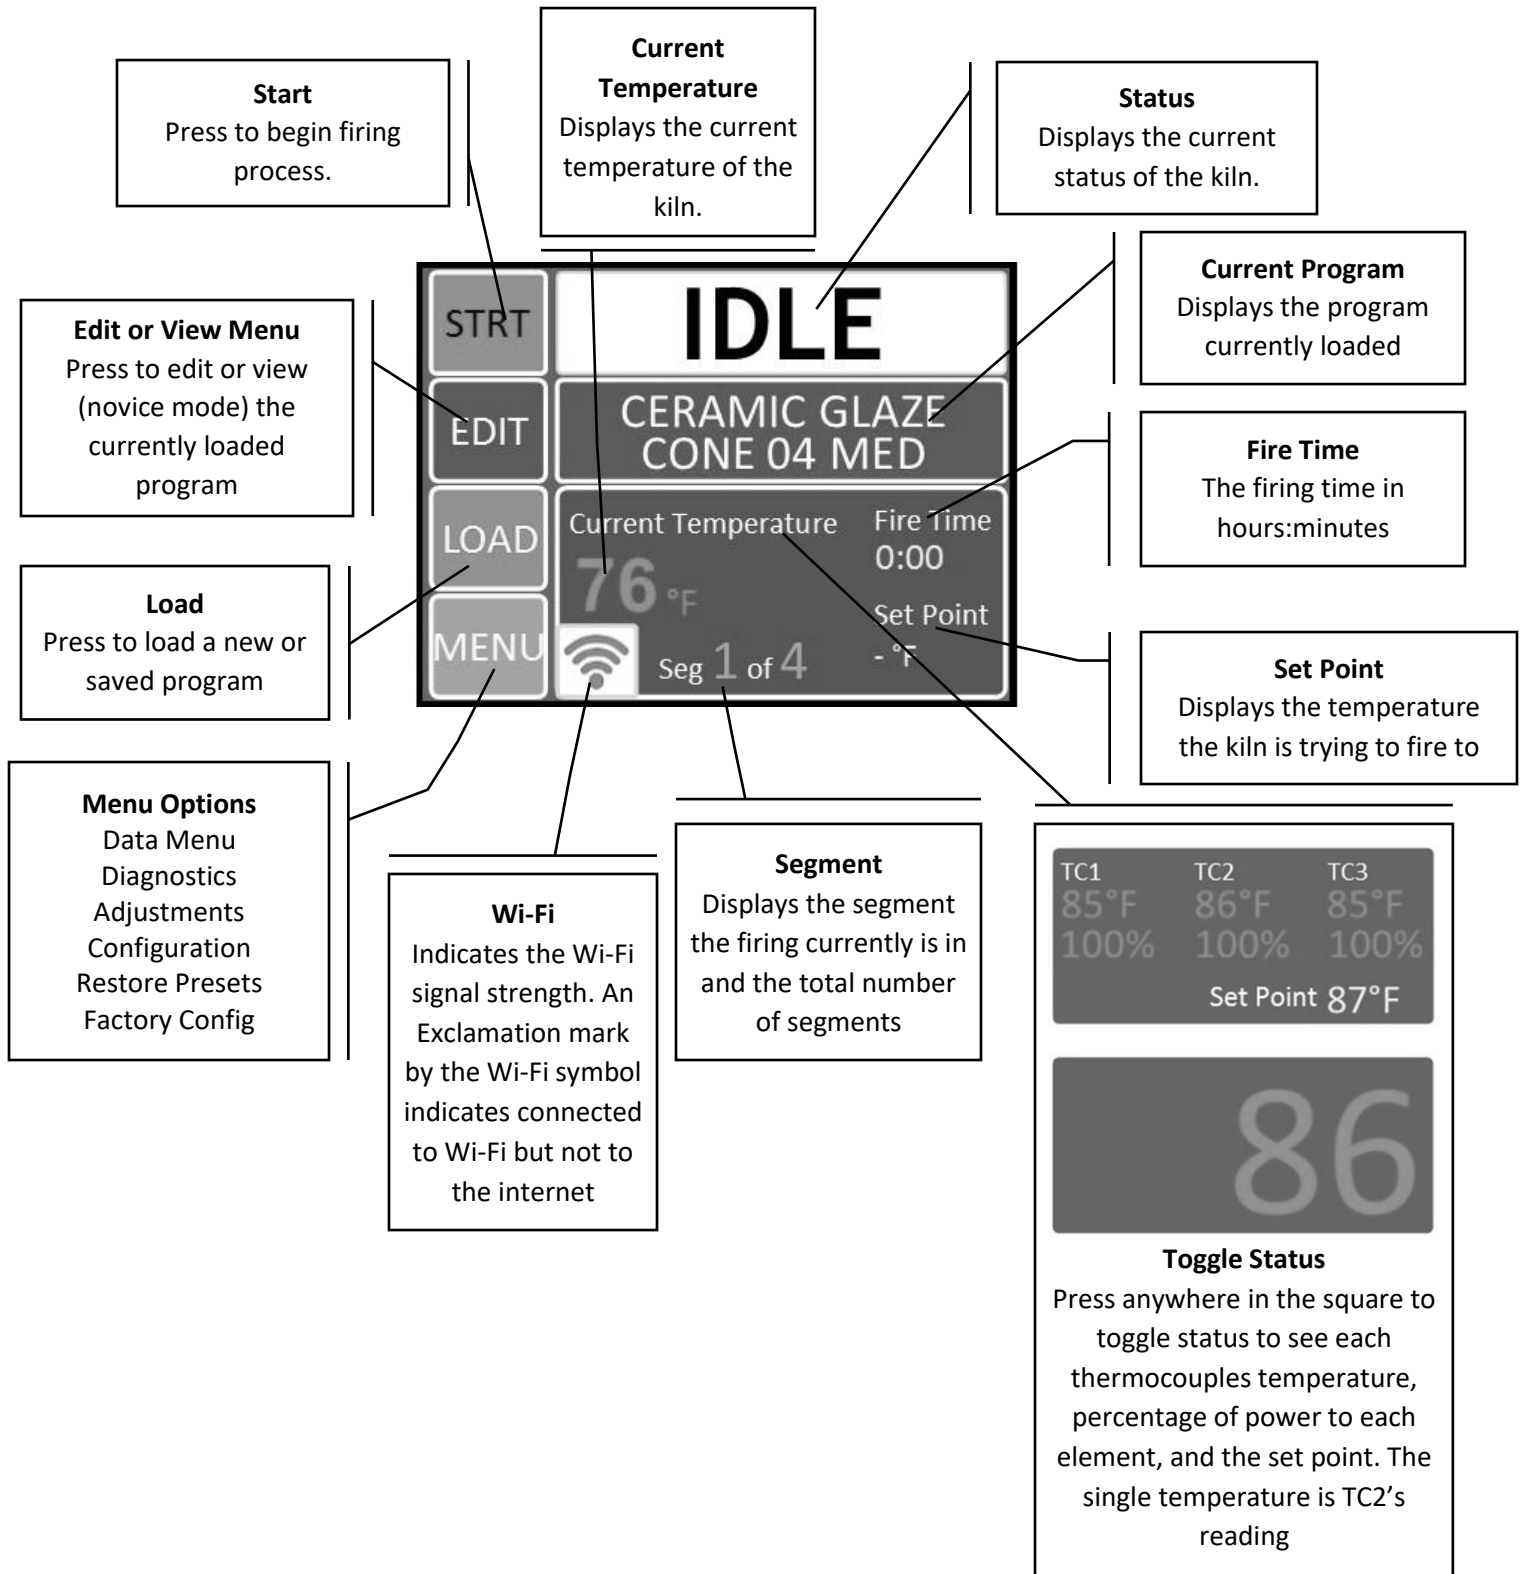 Current
Temperature
Displays the current
temperature of the
kiln.
Start
Press to begin firing
process.
Status
Displays the current
status of the kiln.
Current Program
Displays the program
currently loaded
Edit or View Menu
Press to edit or view
(novice mode) the
currently loaded
program
STRT
IDLE
EDIT
CERAMIC GLAZE
CONE 04 MED
LOAD
Current Temperature
76 °F
Fire Time
0:00
Set Point
- °F
MENU
Seg 1 of 4
Fire Time
The firing time in
hours:minutes
Load
Press to load a new or
saved program
Set Point
Displays the temperature
the kiln is trying to fire to
Menu Options
Data Menu
Diagnostics
Adjustments
Configuration
Restore Presets
Factory Config
Wi-Fi
Indicates the Wi-Fi
signal strength. An
Exclamation mark
by the Wi-Fi symbol
indicates connected
to Wi-Fi but not to
the internet
Segment
Displays the segment
the firing currently is in
and the total number
of segments
TC1 TC2 TC3
85°F 86°F 85°F
100% 100% 100%
Set Point 87°F
86
Toggle Status
Press anywhere in the square to
toggle status to see each
thermocouples temperature,
percentage of power to each
element, and the set point. The
single temperature is TC2’s
reading